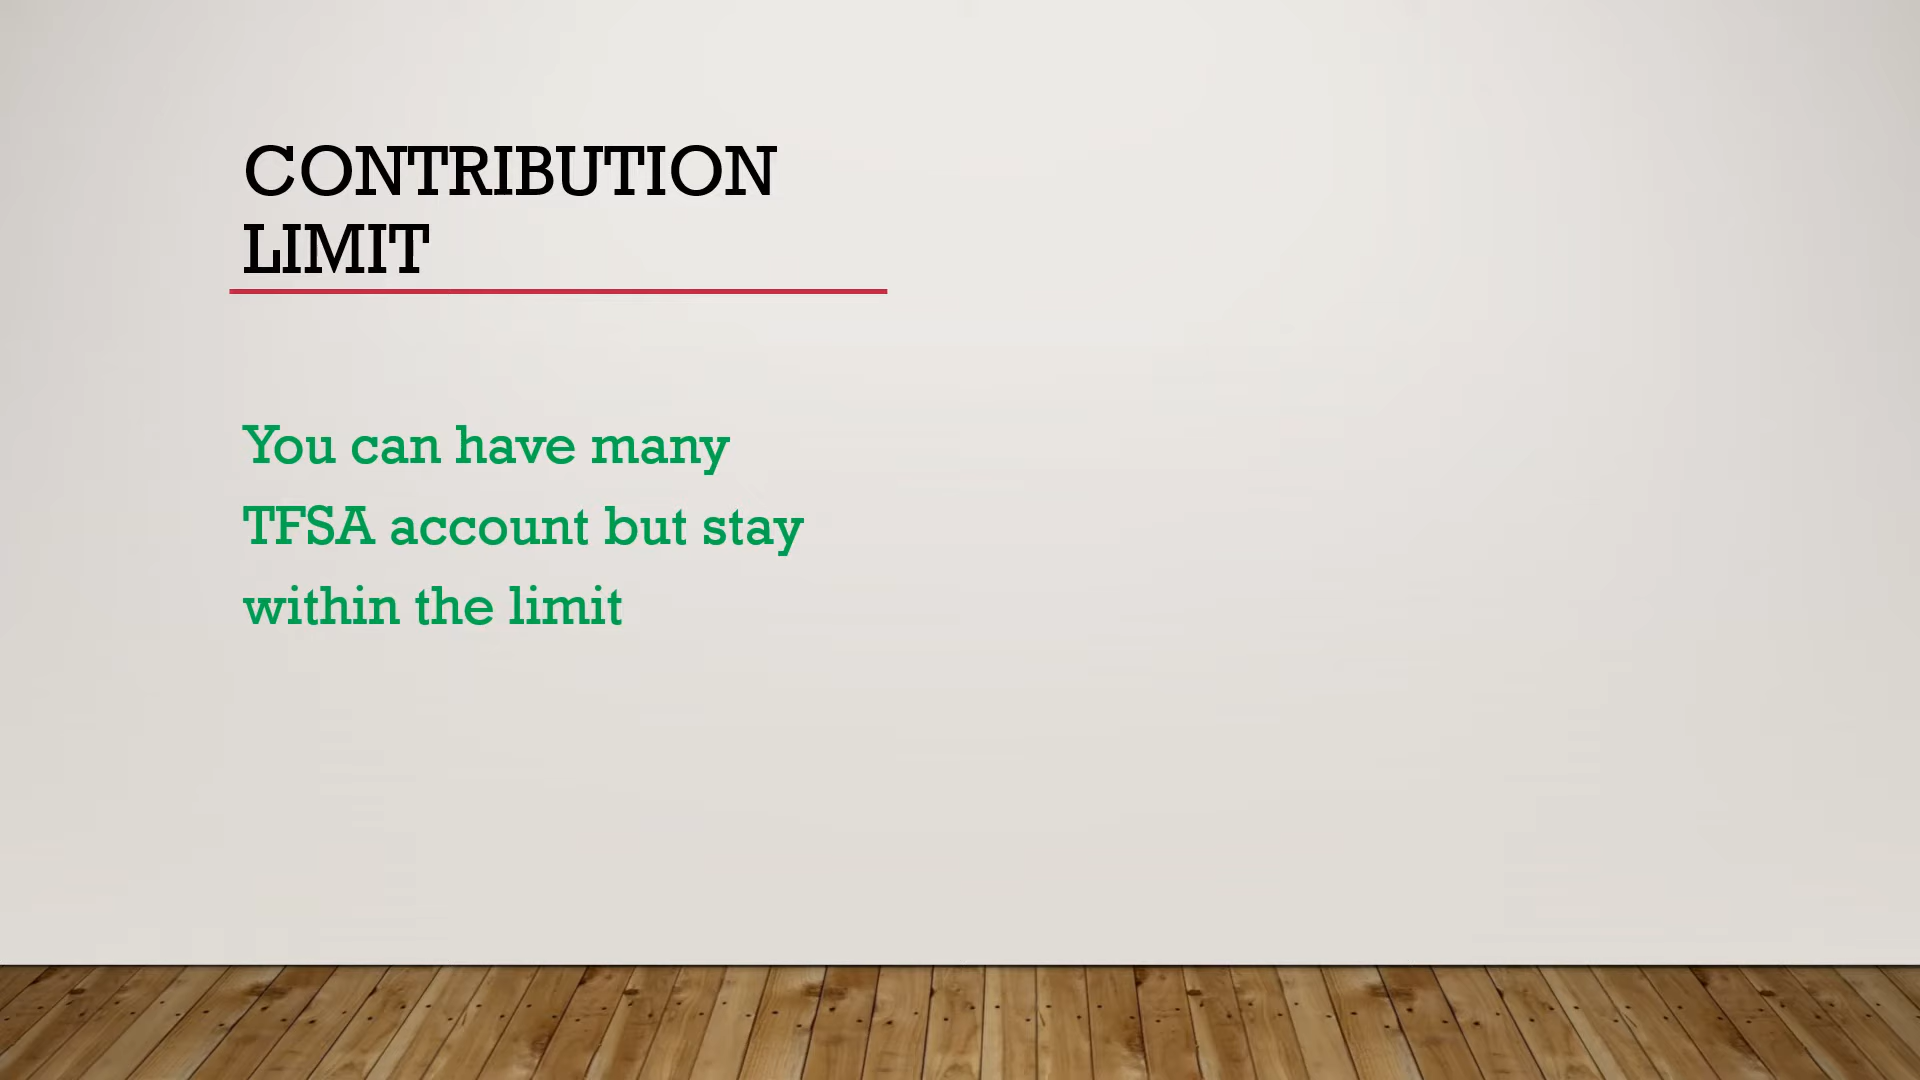 CONTRIBUTION
LIMIT
You can have many
TFSA account but stay
within the limit